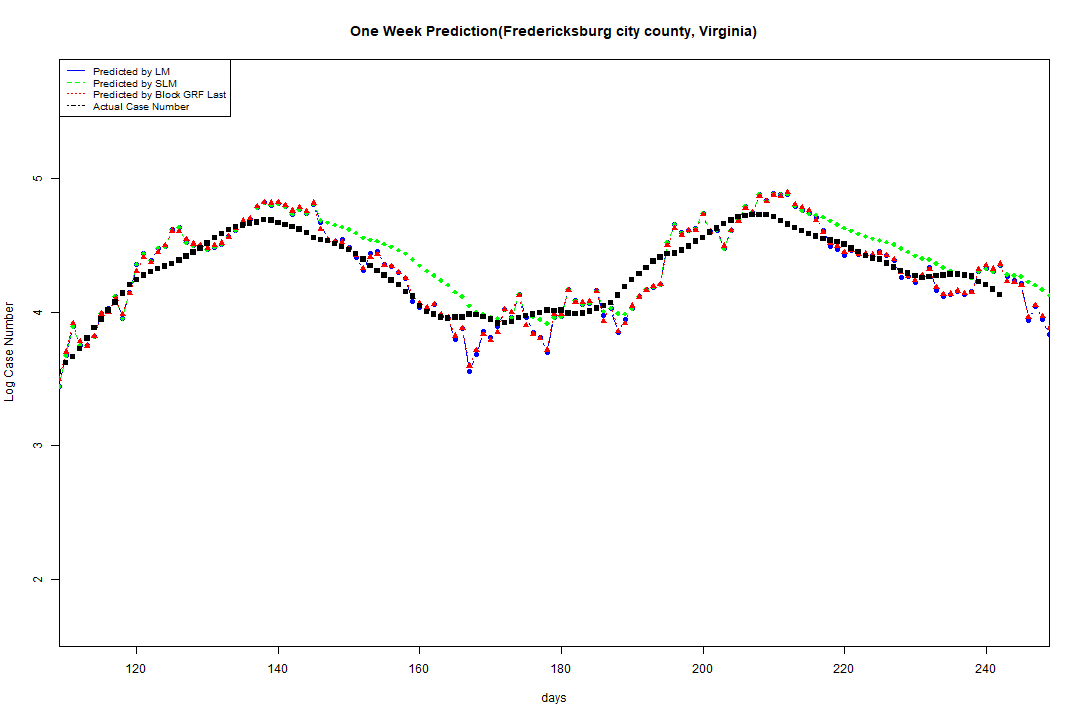 One Week Prediction(Fredericksburg city county, Virginia)
Predicted by LM
Predicted by SLM
Predicted by Block GRF Last
Actual Case Number
5
4
3
2
Log Case Number
120 140 160 180 200 220 240
days